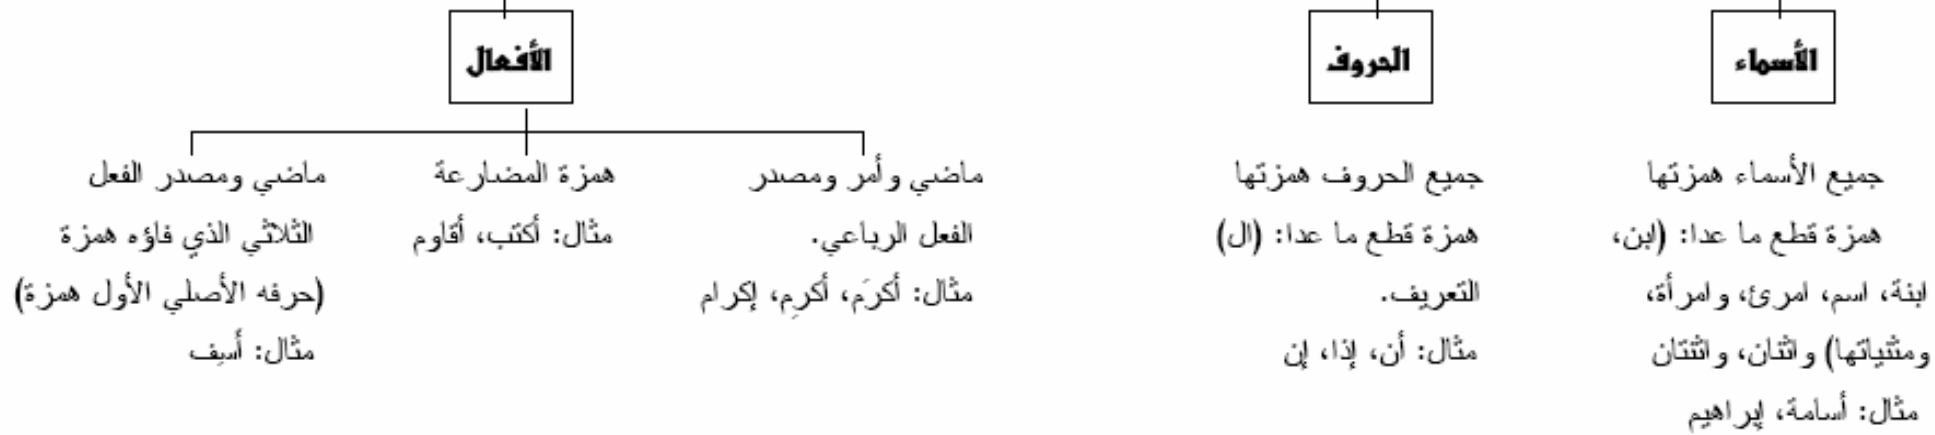 الأسماء
جميع الأسماء همزتها
همزة قطع ما عدا: (ابن،
ابنة، اسم، امرئ، وامرأة،
ومثنياتها) واثنان، واثنتان
مثال: أسامة، إبراهيم
الحروف
جميع الحروف همزتها
همزة قطع ما عدا: (ال)
التعريف.
مثال: أن، إذا، إن
الأفعال
ماضي وأمر ومصدر
الفعل الرباعي.
مثال: أكرَم، أكرِم، إكرام
همزة المضارعة
مثال: أكتب، أقاوم
ماضي ومصدر الفعل
الثلاثي الذي فاؤه همزة
(حرفه الأصلي الأول همزة)
مثال: أسِف